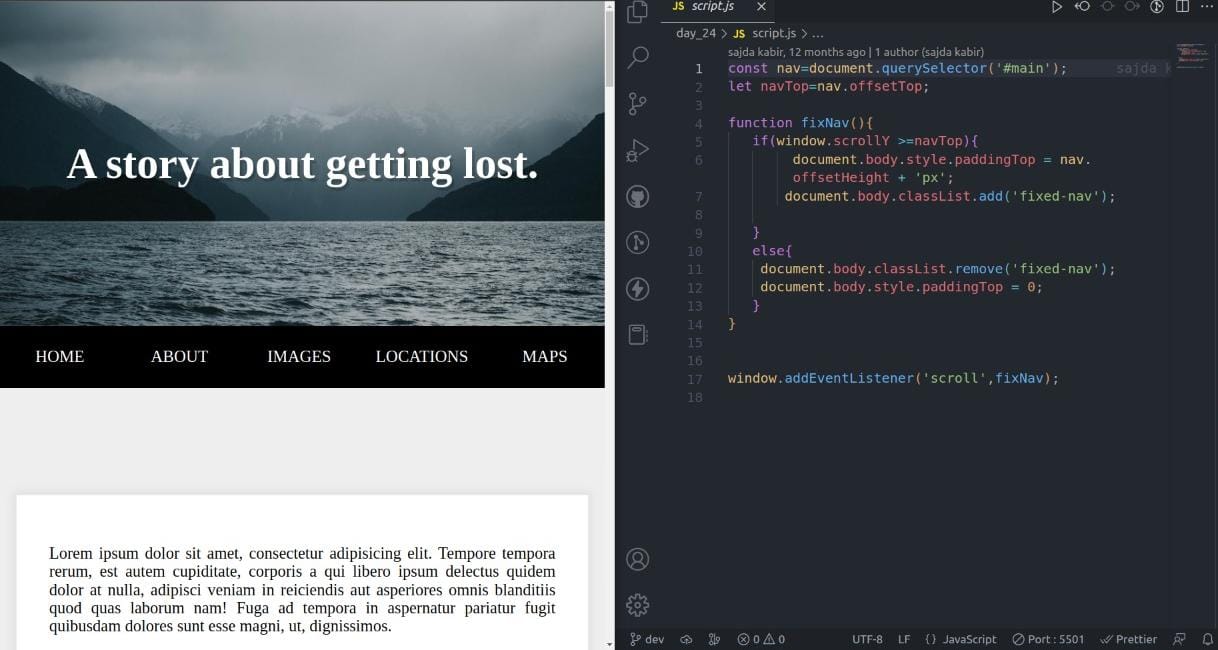 A story about getting lost.
HOME ABOUT IMAGES LOCATIONS MAPS
Lorem ipsum dolor sit amet, consectetur adipisicing elit. Tempore tempora
rerum, est autem cupiditate, corporis a qui libero ipsum delectus quidem
dolor at nulla, adipisci veniam in reiciendis aut asperiores omnis blanditiis
quod quas laborum nam! Fuga ad tempora in aspernatur pariatur fugit
quibusdam dolores sunt esse magni, ut, dignissimos.
JS script.js
day_24 > JS script.js > ...
sajda kabir, 12 months ago | 1 author (sajda kabir)
1 const nav=document.querySelector('#main'); sajda k
2 let navTop=nav.offsetTop;
3
4 function fixNav(){
5 if(window.scrollY >=navTop){
6 document.body.style.paddingTop = nav.
offsetHeight + 'px';
7 document.body.classList.add('fixed-nav');
8
9 }
10 else{
11 document.body.classList.remove('fixed-nav');
12 document.body.style.paddingTop = 0;
13 }
14 }
15
16
17 window.addEventListener('scroll',fixNav);
18
dev 0 0 UTF-8 LF {} JavaScript Port : 5501 Prettier